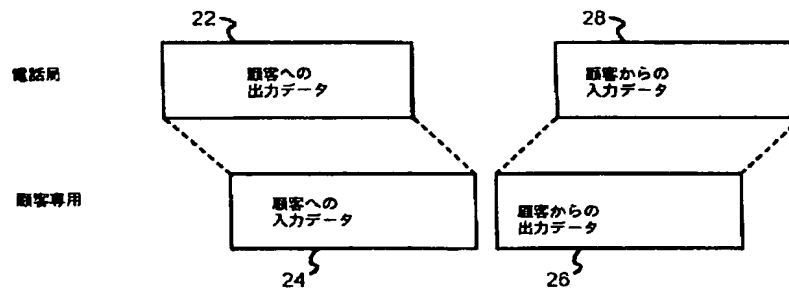 22
28
電話局
顧客への
出力データ
顧客からの
入力データ
顧客専用
顧客への
入力データ
顧客からの
出力データ
24
26